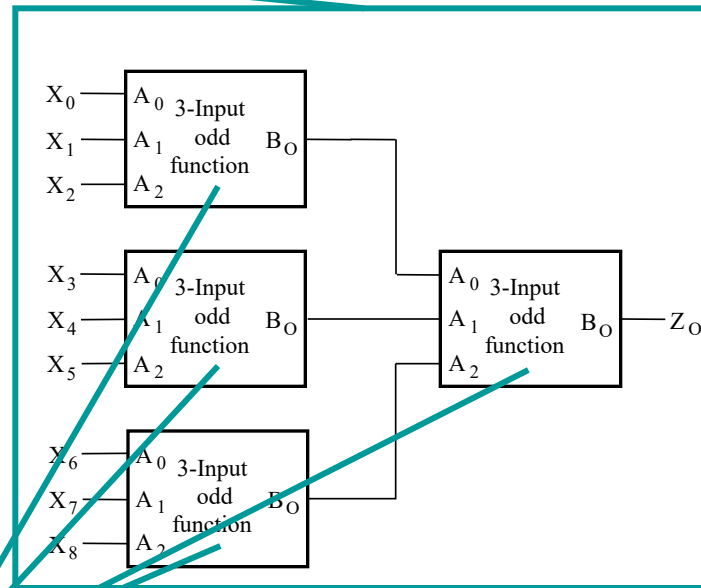 X0 A0 3-Input
X1 A1 odd BO
function
X2 A2
X3 A0 3-Input
X4 A1 odd BO
function
X5 A2
A0 3-Input
A1 odd BO ZO
function
A2
X6 A0 3-Input
X7 A1 odd BO
function
X8 A2